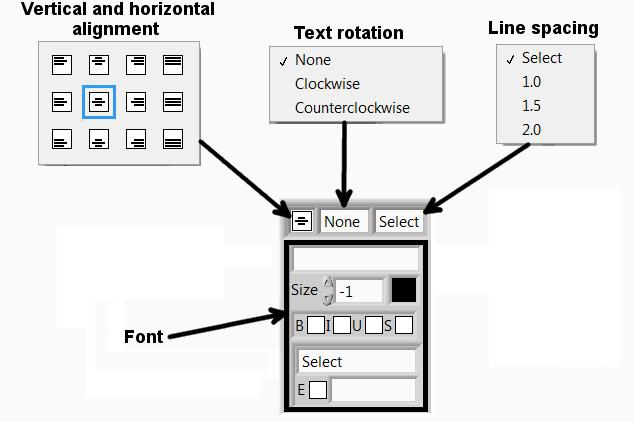 Vertical and horizontal
alignment
Text rotation
Line spacing
✓ None
Clockwise
Counterclockwise
✓ Select
1.0
1.5
2.0
None
Select
Size
-1
B I U S
Font
Select
E